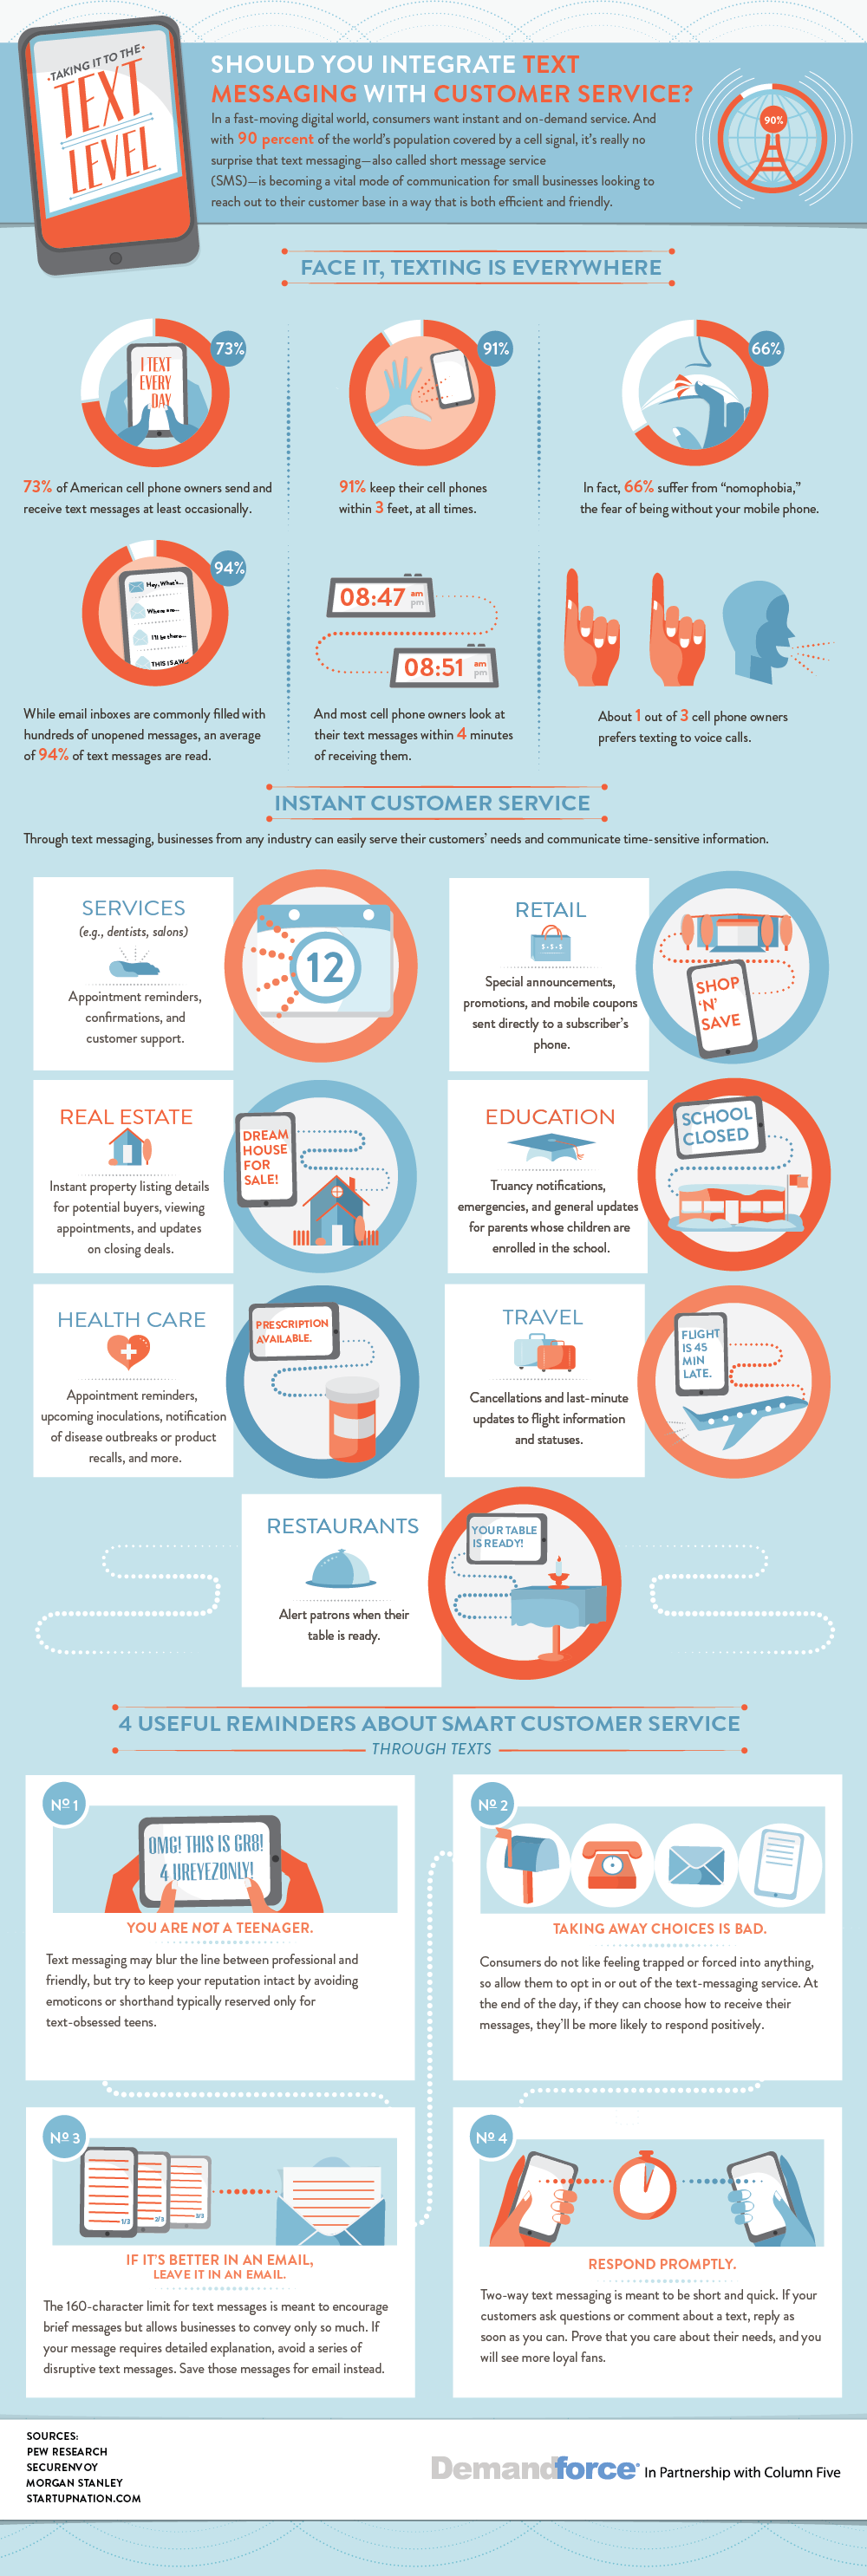 ·TAKING IT TO THE·
TEXT
LEVEL
SHOULD YOU INTEGRATE TEXT
MESSAGING WITH CUSTOMER SERVICE?
In a fast-moving digital world, consumers want instant and on-demand service. And
with 90 percent of the world's population covered by a cell signal, it's really no
surprise that text messaging—also called short message service
(SMS)—is becoming a vital mode of communication for small businesses looking to
reach out to their customer base in a way that is both efficient and friendly.
90%
FACE IT, TEXTING IS EVERYWHERE
73%
I TEXT
EVERY
DAY
91%
66%
73% of American cell phone owners send and
receive text messages at least occasionally.
91% keep their cell phones
within 3 feet, at all times.
In fact, 66% suffer from “nomophobia,”
the fear of being without your mobile phone.
94%
Hey, What's...
Where are...
I'll be there...
THIS IS AW...
08:47 am
pm
08:51 am
pm
While email inboxes are commonly filled with
hundreds of unopened messages, an average
of 94% of text messages are read.
And most cell phone owners look at
their text messages within 4 minutes
of receiving them.
About 1 out of 3 cell phone owners
prefers texting to voice calls.
INSTANT CUSTOMER SERVICE
Through text messaging, businesses from any industry can easily serve their customers' needs and communicate time-sensitive information.
SERVICES
(e.g., dentists, salons)
Appointment reminders,
confirmations, and
customer support.
12
RETAIL
$ - $ - $
Special announcements,
promotions, and mobile coupons
sent directly to a subscriber's
phone.
SHOP
'N'
SAVE
REAL ESTATE
Instant property listing details
for potential buyers, viewing
appointments, and updates
on closing deals.
DREAM
HOUSE
FOR
SALE!
EDUCATION
Truancy notifications,
emergencies, and general updates
for parents whose children are
enrolled in the school.
SCHOOL
CLOSED
HEALTH CARE
Appointment reminders,
upcoming inoculations, notification
of disease outbreaks or product
recalls, and more.
PRESCRIPTION
AVAILABLE.
TRAVEL
Cancellations and last-minute
updates to flight information
and statuses.
FLIGHT
IS 45
MIN
LATE.
RESTAURANTS
Alert patrons when their
table is ready.
YOUR TABLE
IS READY!
4 USEFUL REMINDERS ABOUT SMART CUSTOMER SERVICE
THROUGH TEXTS
Nº 1
OMG! THIS IS GR8!
4 UREYEZONLY!
YOU ARE NOT A TEENAGER.
Text messaging may blur the line between professional and
friendly, but try to keep your reputation intact by avoiding
emoticons or shorthand typically reserved only for
text-obsessed teens.
Nº 2
TAKING AWAY CHOICES IS BAD.
Consumers do not like feeling trapped or forced into anything,
so allow them to opt in or out of the text-messaging service. At
the end of the day, if they can choose how to receive their
messages, they'll be more likely to respond positively.
Nº 3
1/3
2/3
3/3
IF IT'S BETTER IN AN EMAIL,
LEAVE IT IN AN EMAIL.
The 160-character limit for text messages is meant to encourage
brief messages but allows businesses to convey only so much. If
your message requires detailed explanation, avoid a series of
disruptive text messages. Save those messages for email instead.
Nº 4
RESPOND PROMPTLY.
Two-way text messaging is meant to be short and quick. If your
customers ask questions or comment about a text, reply as
soon as you can. Prove that you care about their needs, and you
will see more loyal fans.
SOURCES:
PEW RESEARCH
SECURENVOY
MORGAN STANLEY
STARTUPNATION.COM
Demandforce® In Partnership with Column Five